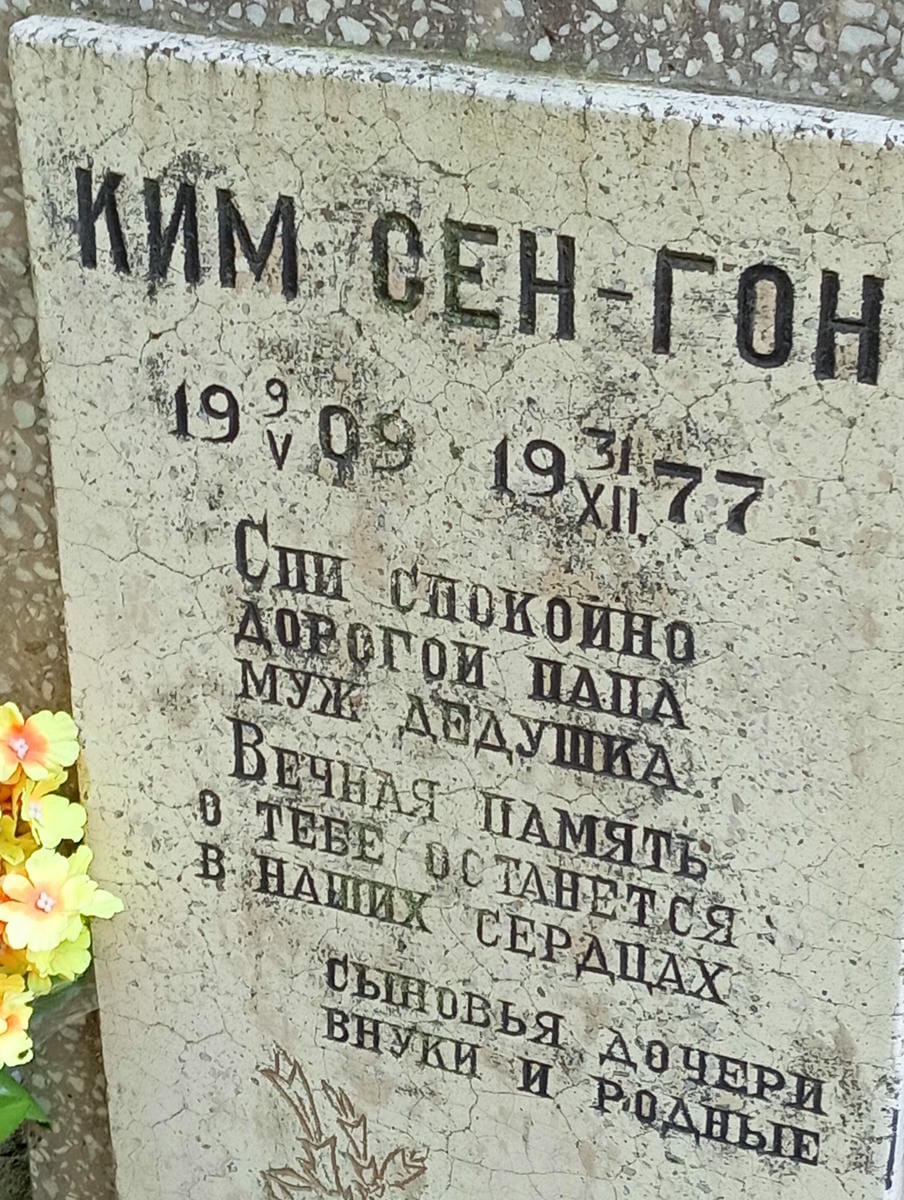 КИМ СЕН-ГОН
19 9/V 09 19 31/XII 77
Спи спокойно
дорогой папа
муж дедушка
Вечная память
о тебе останется
в наших сердцах
сыновья дочери
внуки и родные